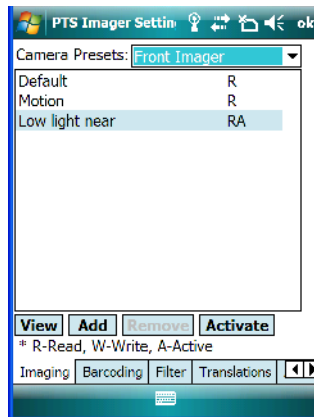 PTS Imager Settin ok
Camera Presets: Front Imager
Default R
Motion R
Low light near RA
View Add Remove Activate
* R-Read, W-Write, A-Active
Imaging Barcoding Filter Translations